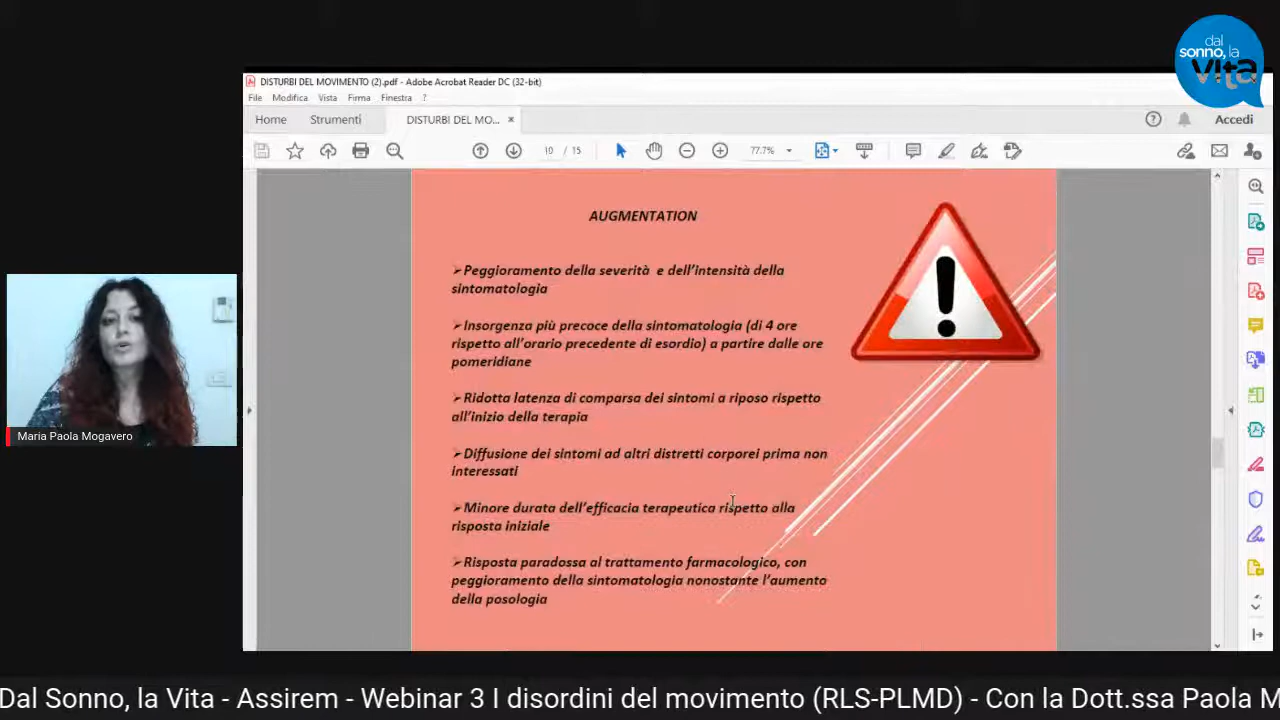 dal
sonno, la
vita
DISTURBI DEL MOVIMENTO (2).pdf - Adobe Acrobat Reader DC (32-bit)
File Modifica Vista Firma Finestra ?
Home Strumenti DISTURBI DEL MO... × Accedi
10 / 15 77.7%
AUGMENTATION
➢Peggioramento della severità e dell'intensità della
sintomatologia
➢Insorgenza più precoce della sintomatologia (di 4 ore
rispetto all'orario precedente di esordio) a partire dalle ore
pomeridiane
➢Ridotta latenza di comparsa dei sintomi a riposo rispetto
all'inizio della terapia
➢Diffusione dei sintomi ad altri distretti corporei prima non
interessati
➢Minore durata dell'efficacia terapeutica rispetto alla
risposta iniziale
➢Risposta paradossa al trattamento farmacologico, con
peggioramento della sintomatologia nonostante l'aumento
della posologia
Maria Paola Mogavero
Dal Sonno, la Vita - Assirem - Webinar 3 I disordini del movimento (RLS-PLMD) - Con la Dott.ssa Paola M